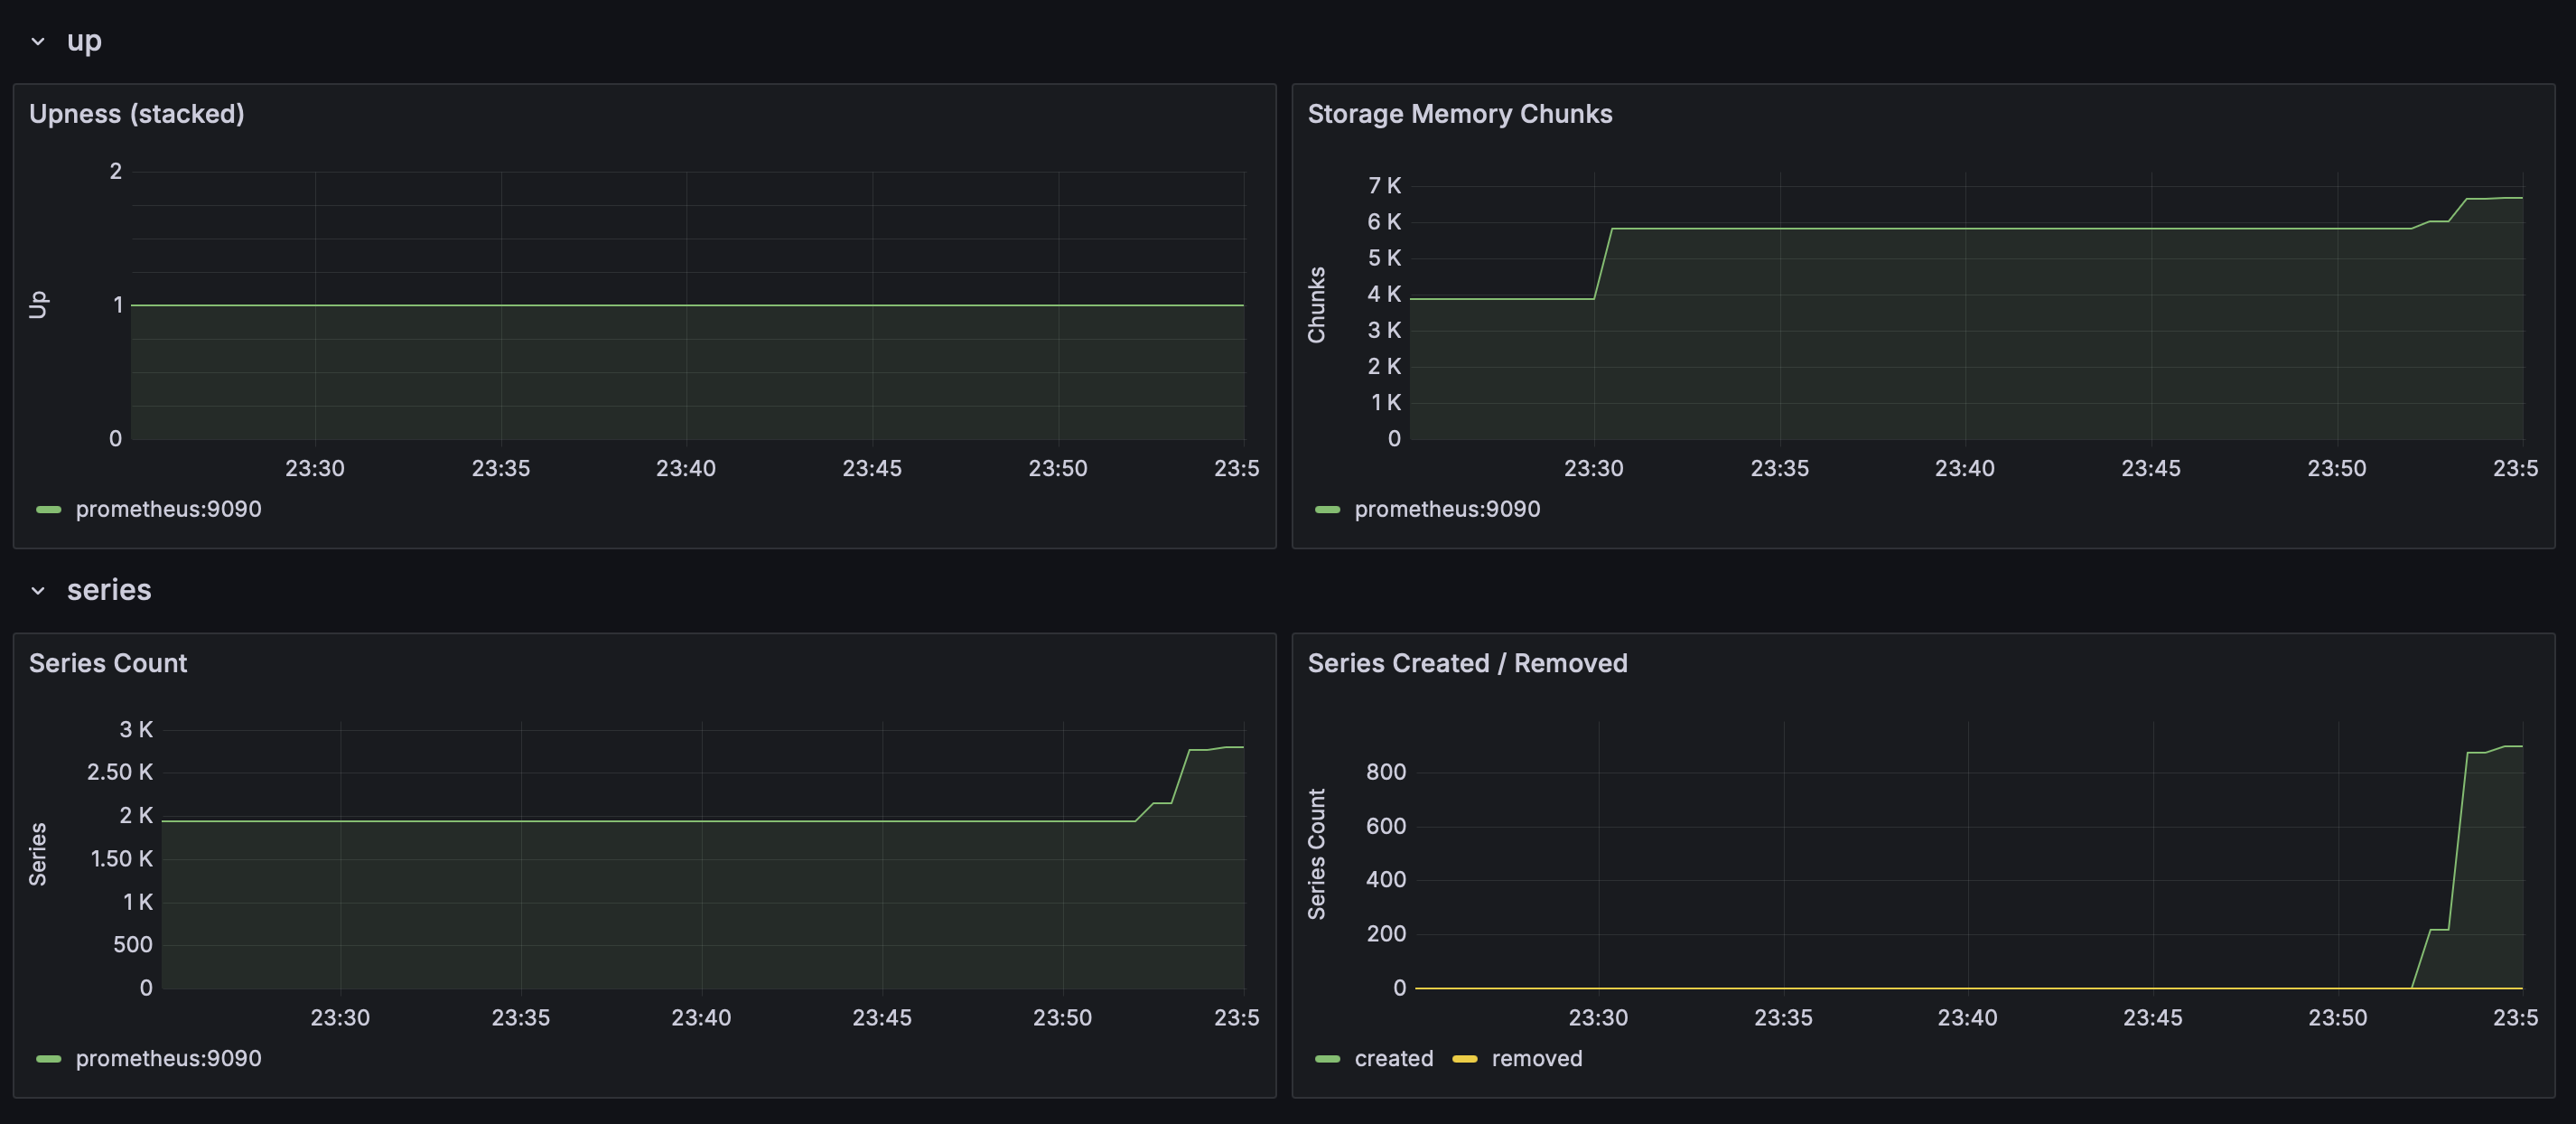 up
Upness (stacked)
Up
2
1
0
23:30 23:35 23:40 23:45 23:50 23:5
prometheus:9090
Storage Memory Chunks
Chunks
7 K
6 K
5 K
4 K
3 K
2 K
1 K
0
23:30 23:35 23:40 23:45 23:50 23:5
prometheus:9090
series
Series Count
Series
3 K
2.50 K
2 K
1.50 K
1 K
500
0
23:30 23:35 23:40 23:45 23:50 23:5
prometheus:9090
Series Created / Removed
Series Count
800
600
400
200
0
23:30 23:35 23:40 23:45 23:50 23:5
created removed